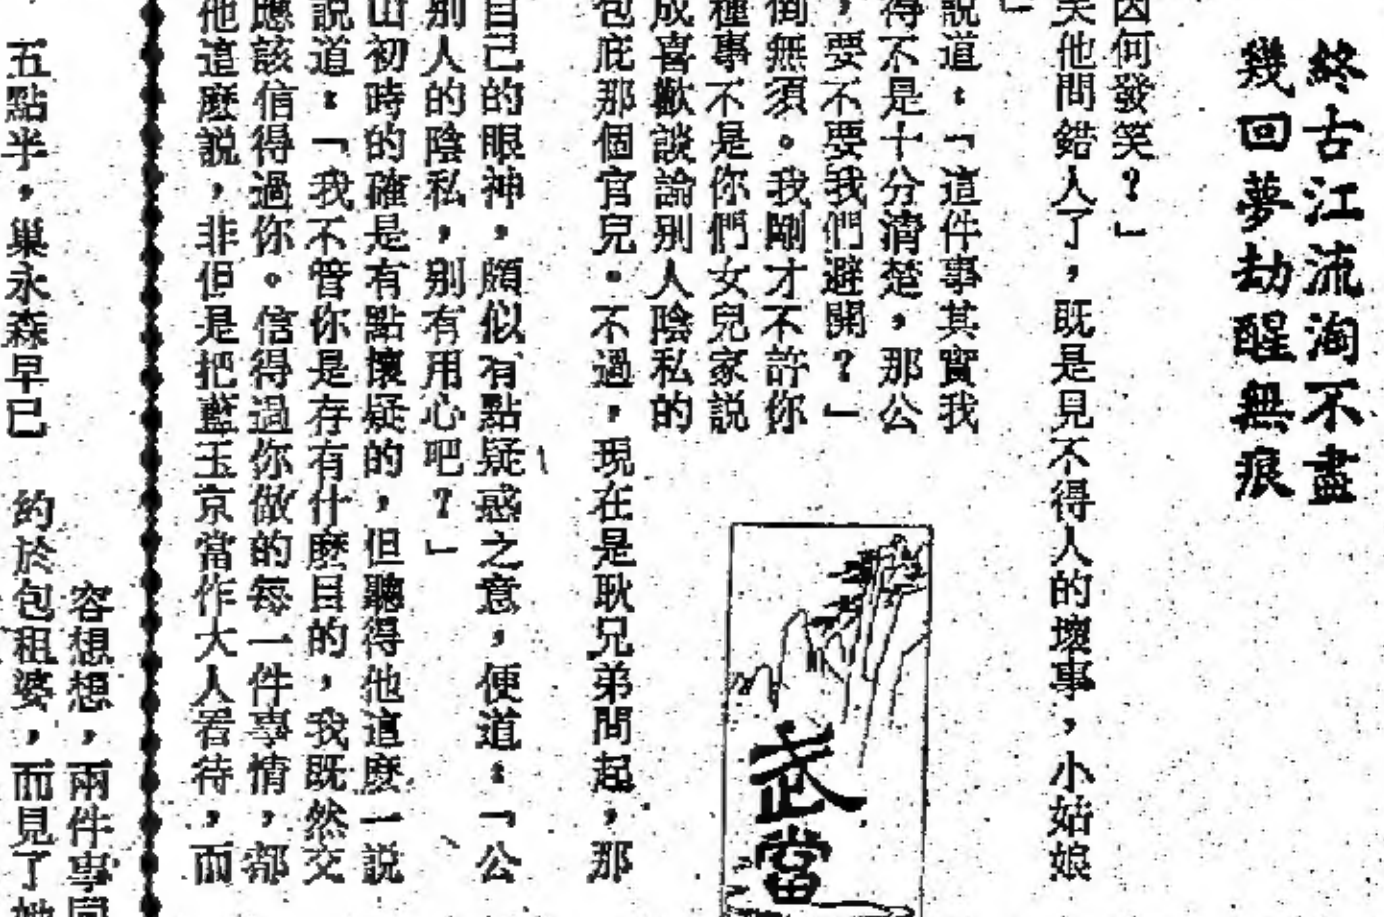 終古江流淘不盡
幾回夢劫醒無痕
因何發笑？」
笑他問錯人了，既是見不得人的壞事，小姑娘
」
說道：「這件事其實我
得不是十分清楚，那公
，要不要我們避開？」
倒無須。我剛才不許你
種事不是你們女兒家説
成喜歡談論別人陰私的
包庇那個官兒。不過，現在是耿兄弟問起，那
武當
自己的眼神，頗似有點疑惑之意，便道：「公
別人的陰私，別有用心吧？」
山初時的確是有點懷疑的，但聽得他這麽一説
説道：「我不管你是存有什麽目的，我既然交
應該信得過你。信得過你做的每一件事情，都
他這麽説，非但是把藍玉京當作大人看待，而
容想想，兩件事同
，五點半，巢永森早已　約於包租婆，而見了她